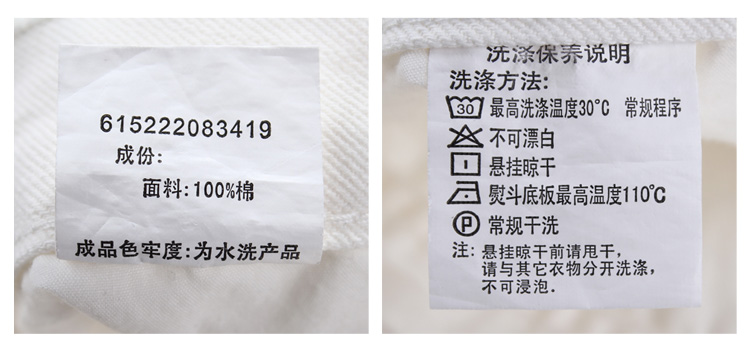 615222083419
成份:
面料:100%棉
成品色牢度:为水洗产品
洗涤保养说明
洗涤方法:
30 最高洗涤温度30°C 常规程序
不可漂白
悬挂晾干
熨斗底板最高温度110℃
P 常规干洗
注: 悬挂晾干前请甩干,
请与其它衣物分开洗涤,
不可浸泡.